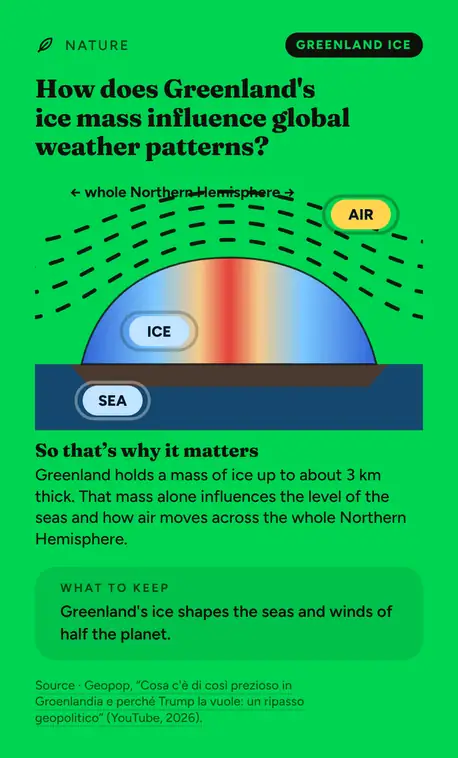 NATURE
GREENLAND ICE
How does Greenland's
ice mass influence global
weather patterns?
← whole Northern Hemisphere →
AIR
ICE
SEA
So that’s why it matters
Greenland holds a mass of ice up to about 3 km
thick. That mass alone influences the level of the
seas and how air moves across the whole Northern
Hemisphere.
WHAT TO KEEP
Greenland's ice shapes the seas and winds of
half the planet.
Source · Geopop, “Cosa c'è di così prezioso in
Groenlandia e perché Trump la vuole: un ripasso
geopolitico” (YouTube, 2026).